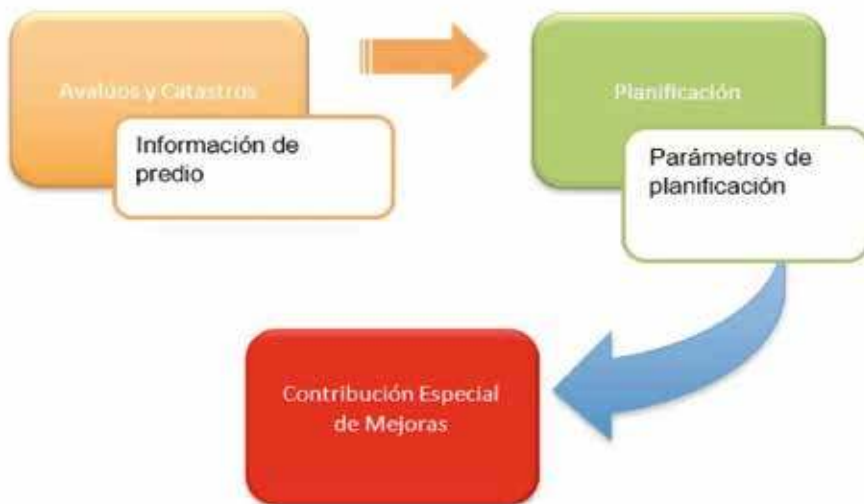 Avalúos y Catastros
Información de
predio
Planificación
Parámetros de
planificación
Contribución Especial
de Mejoras